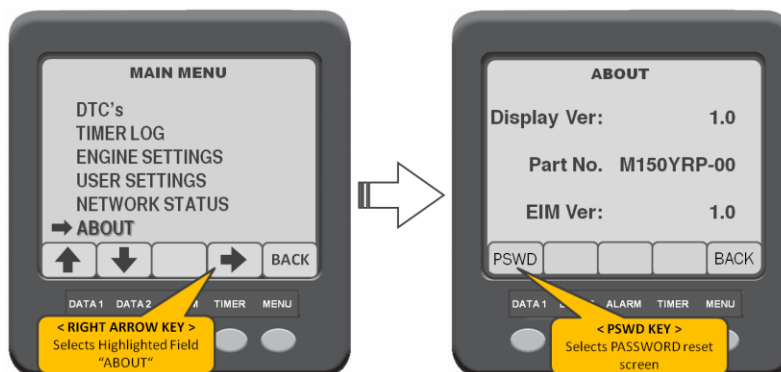 MAIN MENU
DTC's
TIMER LOG
ENGINE SETTINGS
USER SETTINGS
NETWORK STATUS
ABOUT
BACK
DATA 1 DATA 2 M TIMER MENU
< RIGHT ARROW KEY >
Selects Highlighted Field
"ABOUT"
ABOUT
Display Ver: 1.0
Part No. M150YRP-00
EIM Ver: 1.0
PSWD BACK
DATA 1 ALARM TIMER MENU
< PSWD KEY >
Selects PASSWORD reset
screen